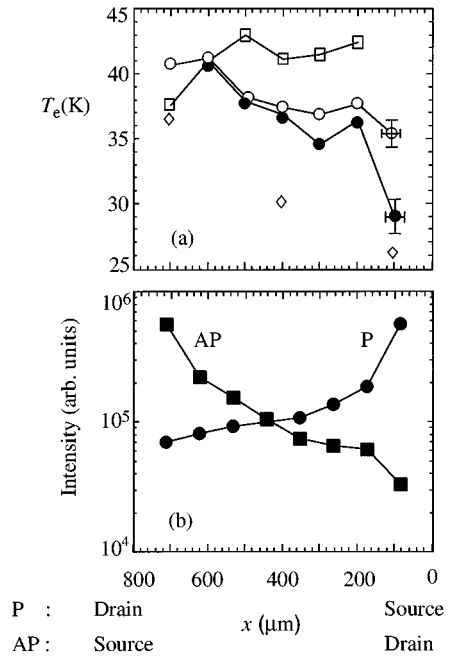 45
40
T_e(K)
35
30
(a)
25
10^6
AP P
Intensity (arb. units)
10^5
(b)
10^4
800 600 400 200 0
P : Drain x (μm) Source
AP : Source Drain